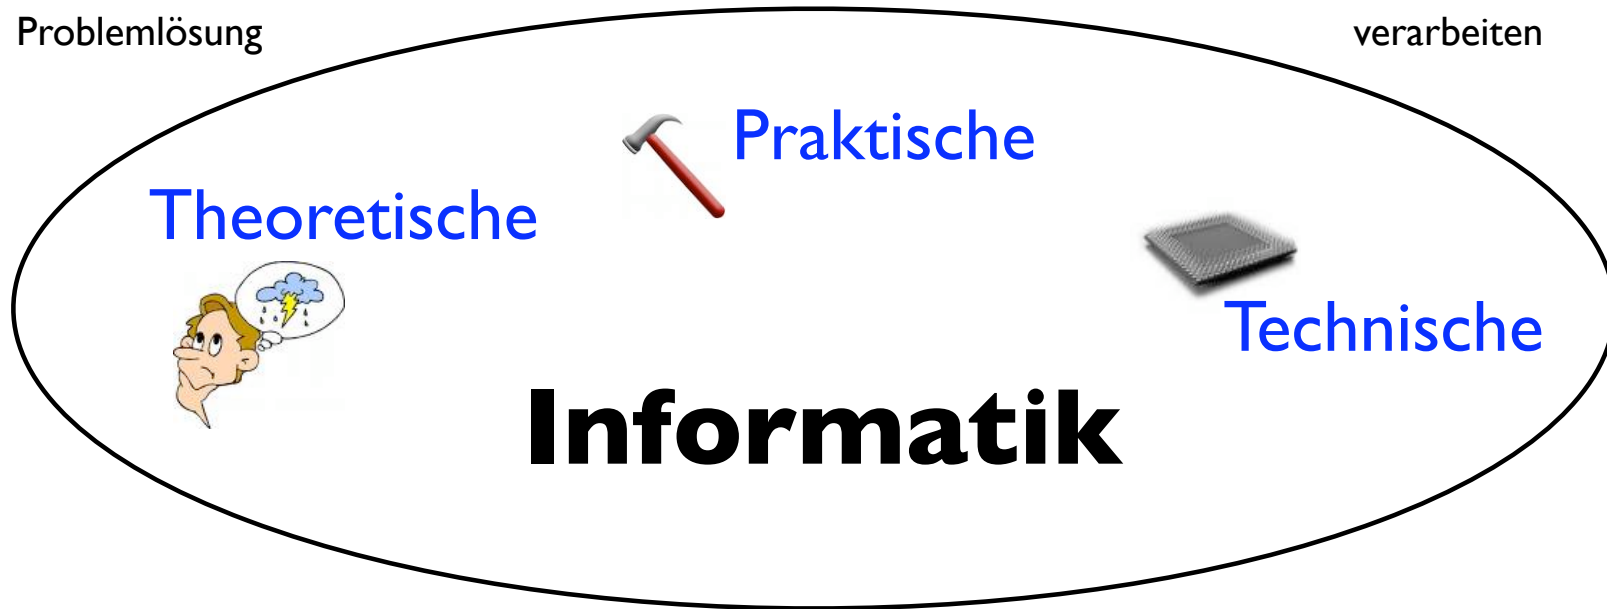 Problemlösung
verarbeiten
Praktische
Theoretische
Technische
Informatik